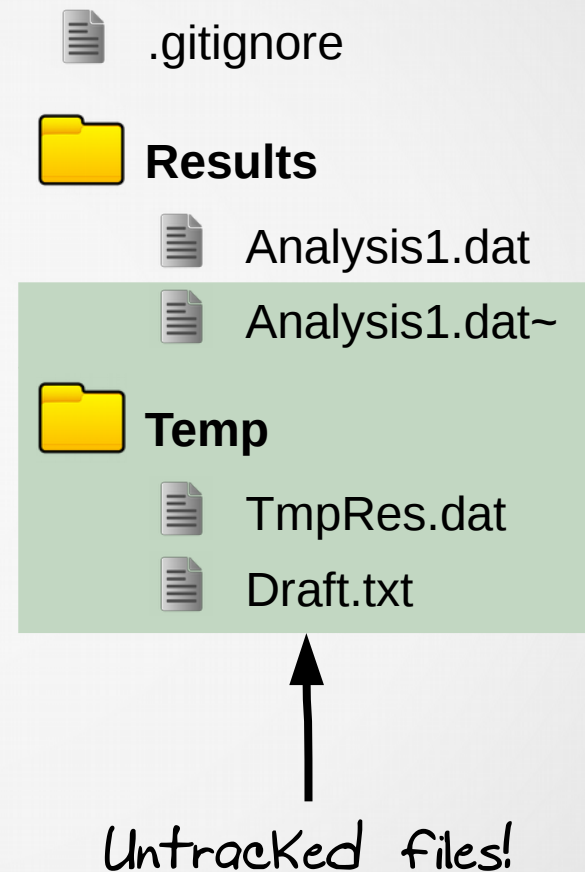 .gitignore
Results
Analysis1.dat
Analysis1.dat~
Temp
TmpRes.dat
Draft.txt
Untracked files!